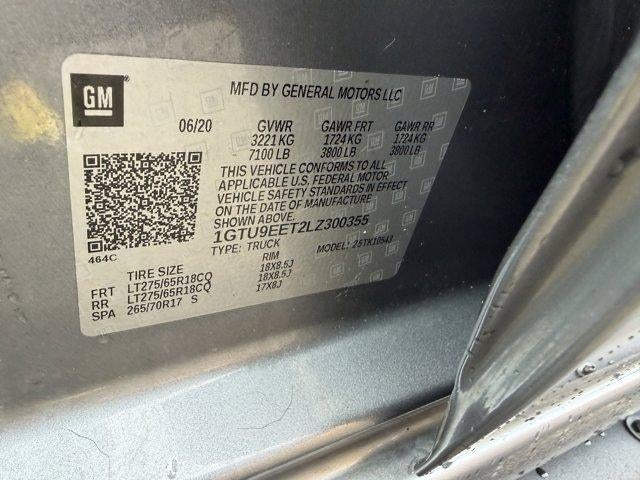 GM
MFD BY GENERAL MOTORS LLC
06/20 GVWR GAWR FRT GAWR RR
3221 KG 1724 KG 1724 KG
7100 LB 3800 LB 3800 LB
THIS VEHICLE CONFORMS TO ALL
APPLICABLE U.S. FEDERAL MOTOR
VEHICLE SAFETY STANDARDS IN EFFECT
ON THE DATE OF MANUFACTURE
SHOWN ABOVE.
1GTU9EET2LZ300355
TYPE: TRUCK MODEL: 25TK10543
464C
TIRE SIZE RIM
FRT LT275/65R18CQ 18X8.5J
RR LT275/65R18CQ 18X8.5J
SPA 265/70R17 S 17X8J